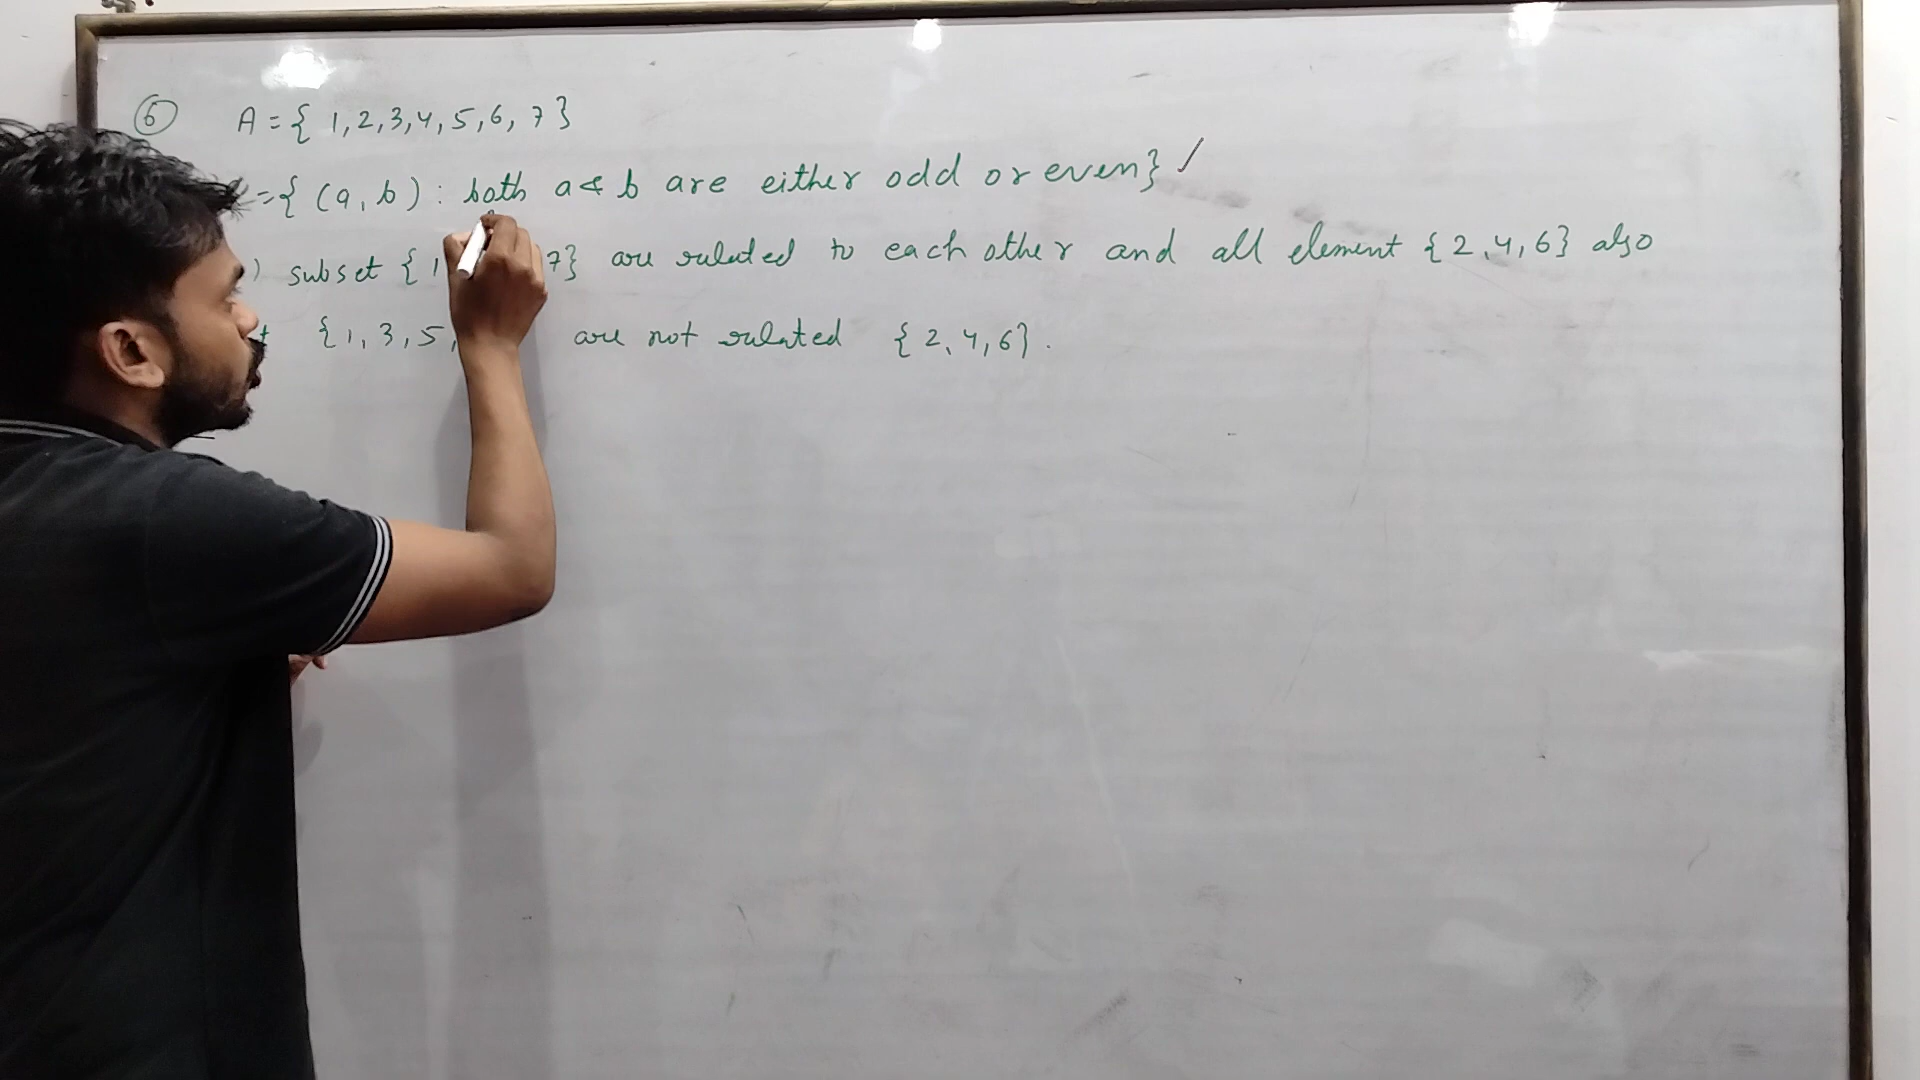 6 A = { 1, 2, 3, 4, 5, 6, 7 }
= { (a, b) : both a & b are either odd or even} /
) subset { 1 7} are related to each other and all element { 2, 4, 6} also
{ 1, 3, 5, are not related { 2, 4, 6} .